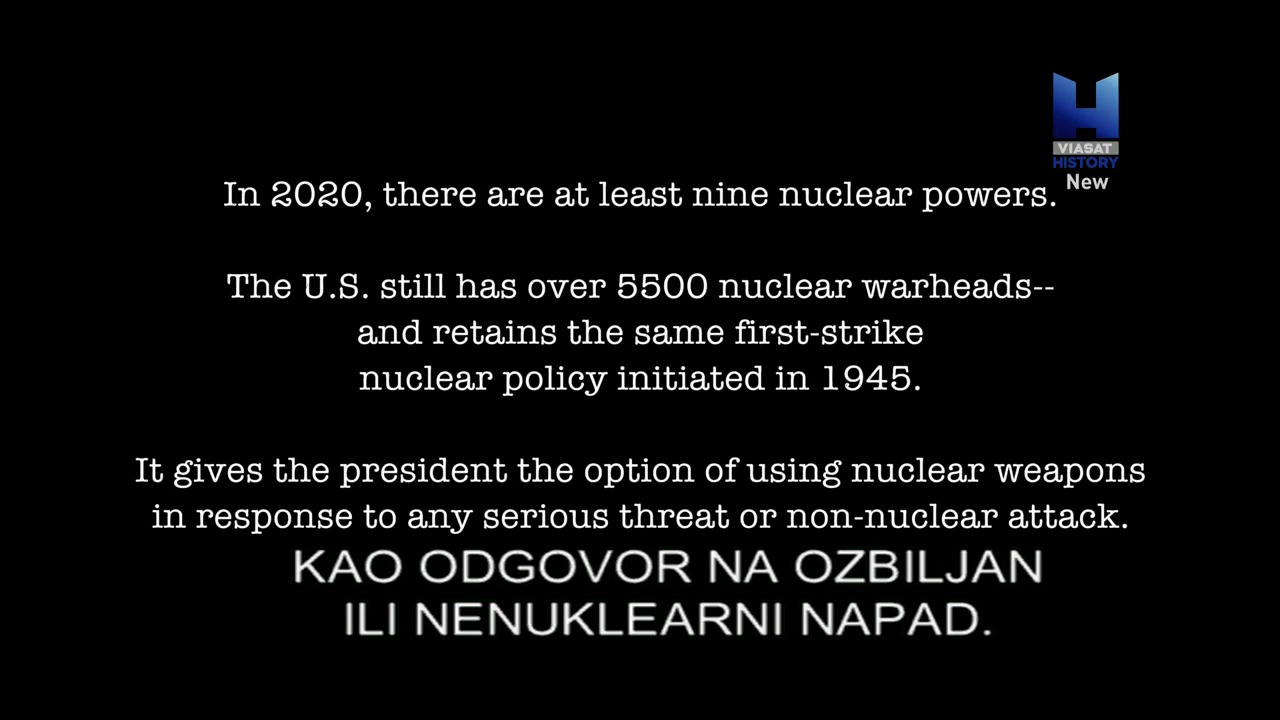 VIASAT
HISTORY
New
In 2020, there are at least nine nuclear powers.
The U.S. still has over 5500 nuclear warheads--
and retains the same first-strike
nuclear policy initiated in 1945.
It gives the president the option of using nuclear weapons
in response to any serious threat or non-nuclear attack.
KAO ODGOVOR NA OZBILJAN
ILI NENUKLEARNI NAPAD.